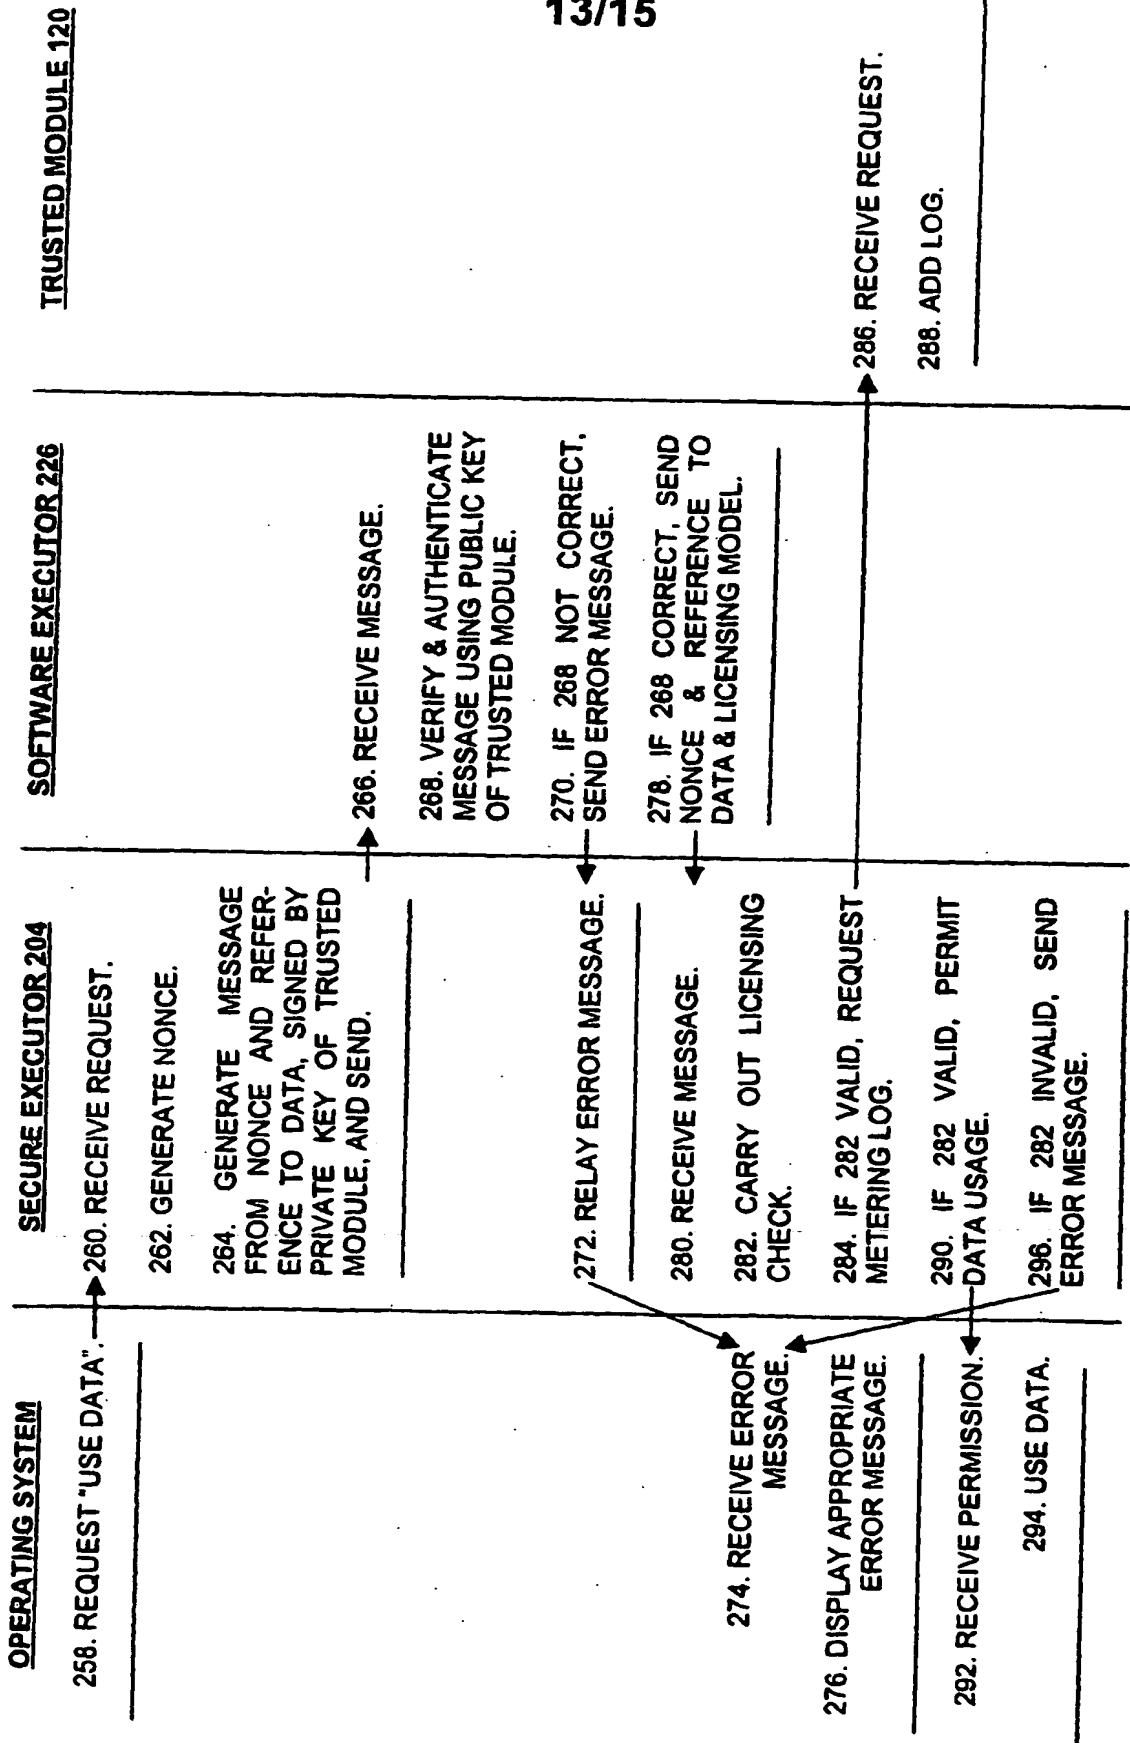 13/15
OPERATING SYSTEM
258. REQUEST "USE DATA".
274. RECEIVE ERROR
MESSAGE.
276. DISPLAY APPROPRIATE
ERROR MESSAGE.
292. RECEIVE PERMISSION.
294. USE DATA.
SECURE EXECUTOR 204
260. RECEIVE REQUEST.
262. GENERATE NONCE.
264. GENERATE MESSAGE
FROM NONCE AND REFER-
ENCE TO DATA, SIGNED BY
PRIVATE KEY OF TRUSTED
MODULE, AND SEND.
272. RELAY ERROR MESSAGE.
280. RECEIVE MESSAGE.
282. CARRY OUT LICENSING
CHECK.
284. IF 282 VALID, REQUEST
METERING LOG.
290. IF 282 VALID, PERMIT
DATA USAGE.
296. IF 282 INVALID, SEND
ERROR MESSAGE.
SOFTWARE EXECUTOR 226
266. RECEIVE MESSAGE.
268. VERIFY & AUTHENTICATE
MESSAGE USING PUBLIC KEY
OF TRUSTED MODULE.
270. IF 268 NOT CORRECT,
SEND ERROR MESSAGE.
278. IF 268 CORRECT, SEND
NONCE & REFERENCE TO
DATA & LICENSING MODEL.
TRUSTED MODULE 120
286. RECEIVE REQUEST.
288. ADD LOG.